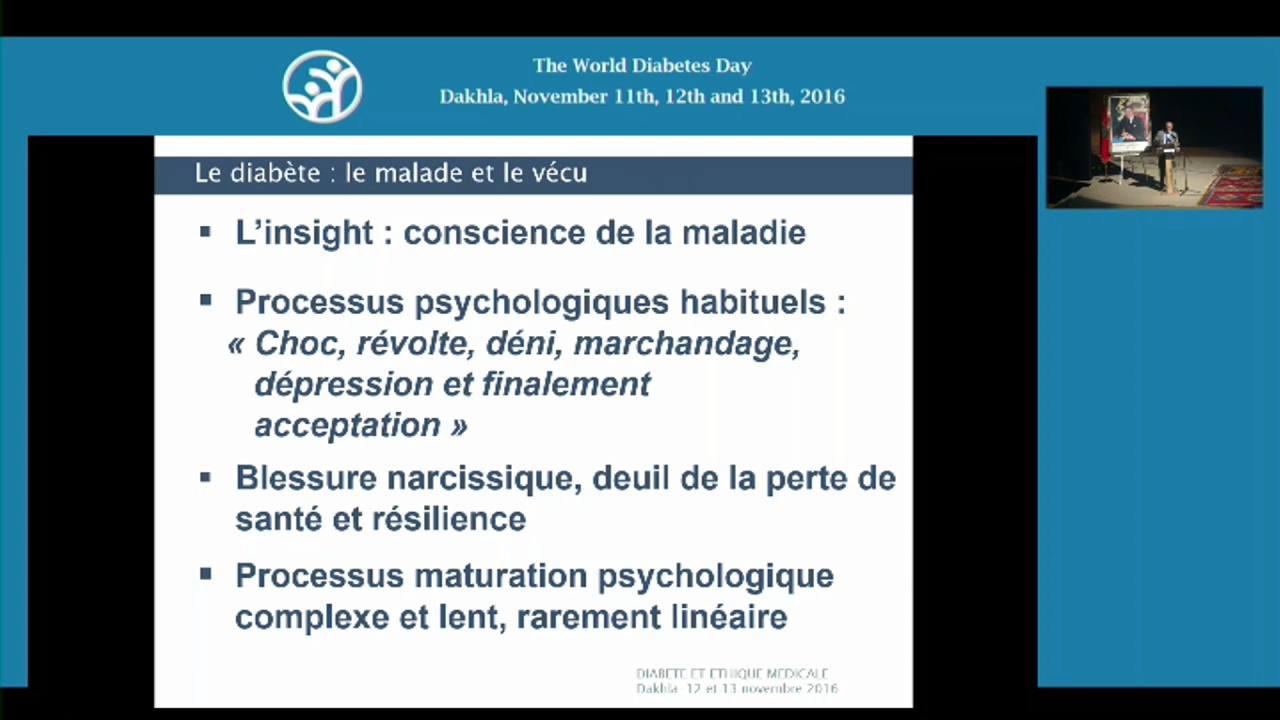 The World Diabetes Day
Dakhla, November 11th, 12th and 13th, 2016
Le diabète : le malade et le vécu
▪ L’insight : conscience de la maladie
▪ Processus psychologiques habituels :
« Choc, révolte, déni, marchandage,
dépression et finalement
acceptation »
▪ Blessure narcissique, deuil de la perte de
santé et résilience
▪ Processus maturation psychologique
complexe et lent, rarement linéaire
DIABETE ET ETHIQUE MEDICALE
Dakhla 12 et 13 novembre 2016